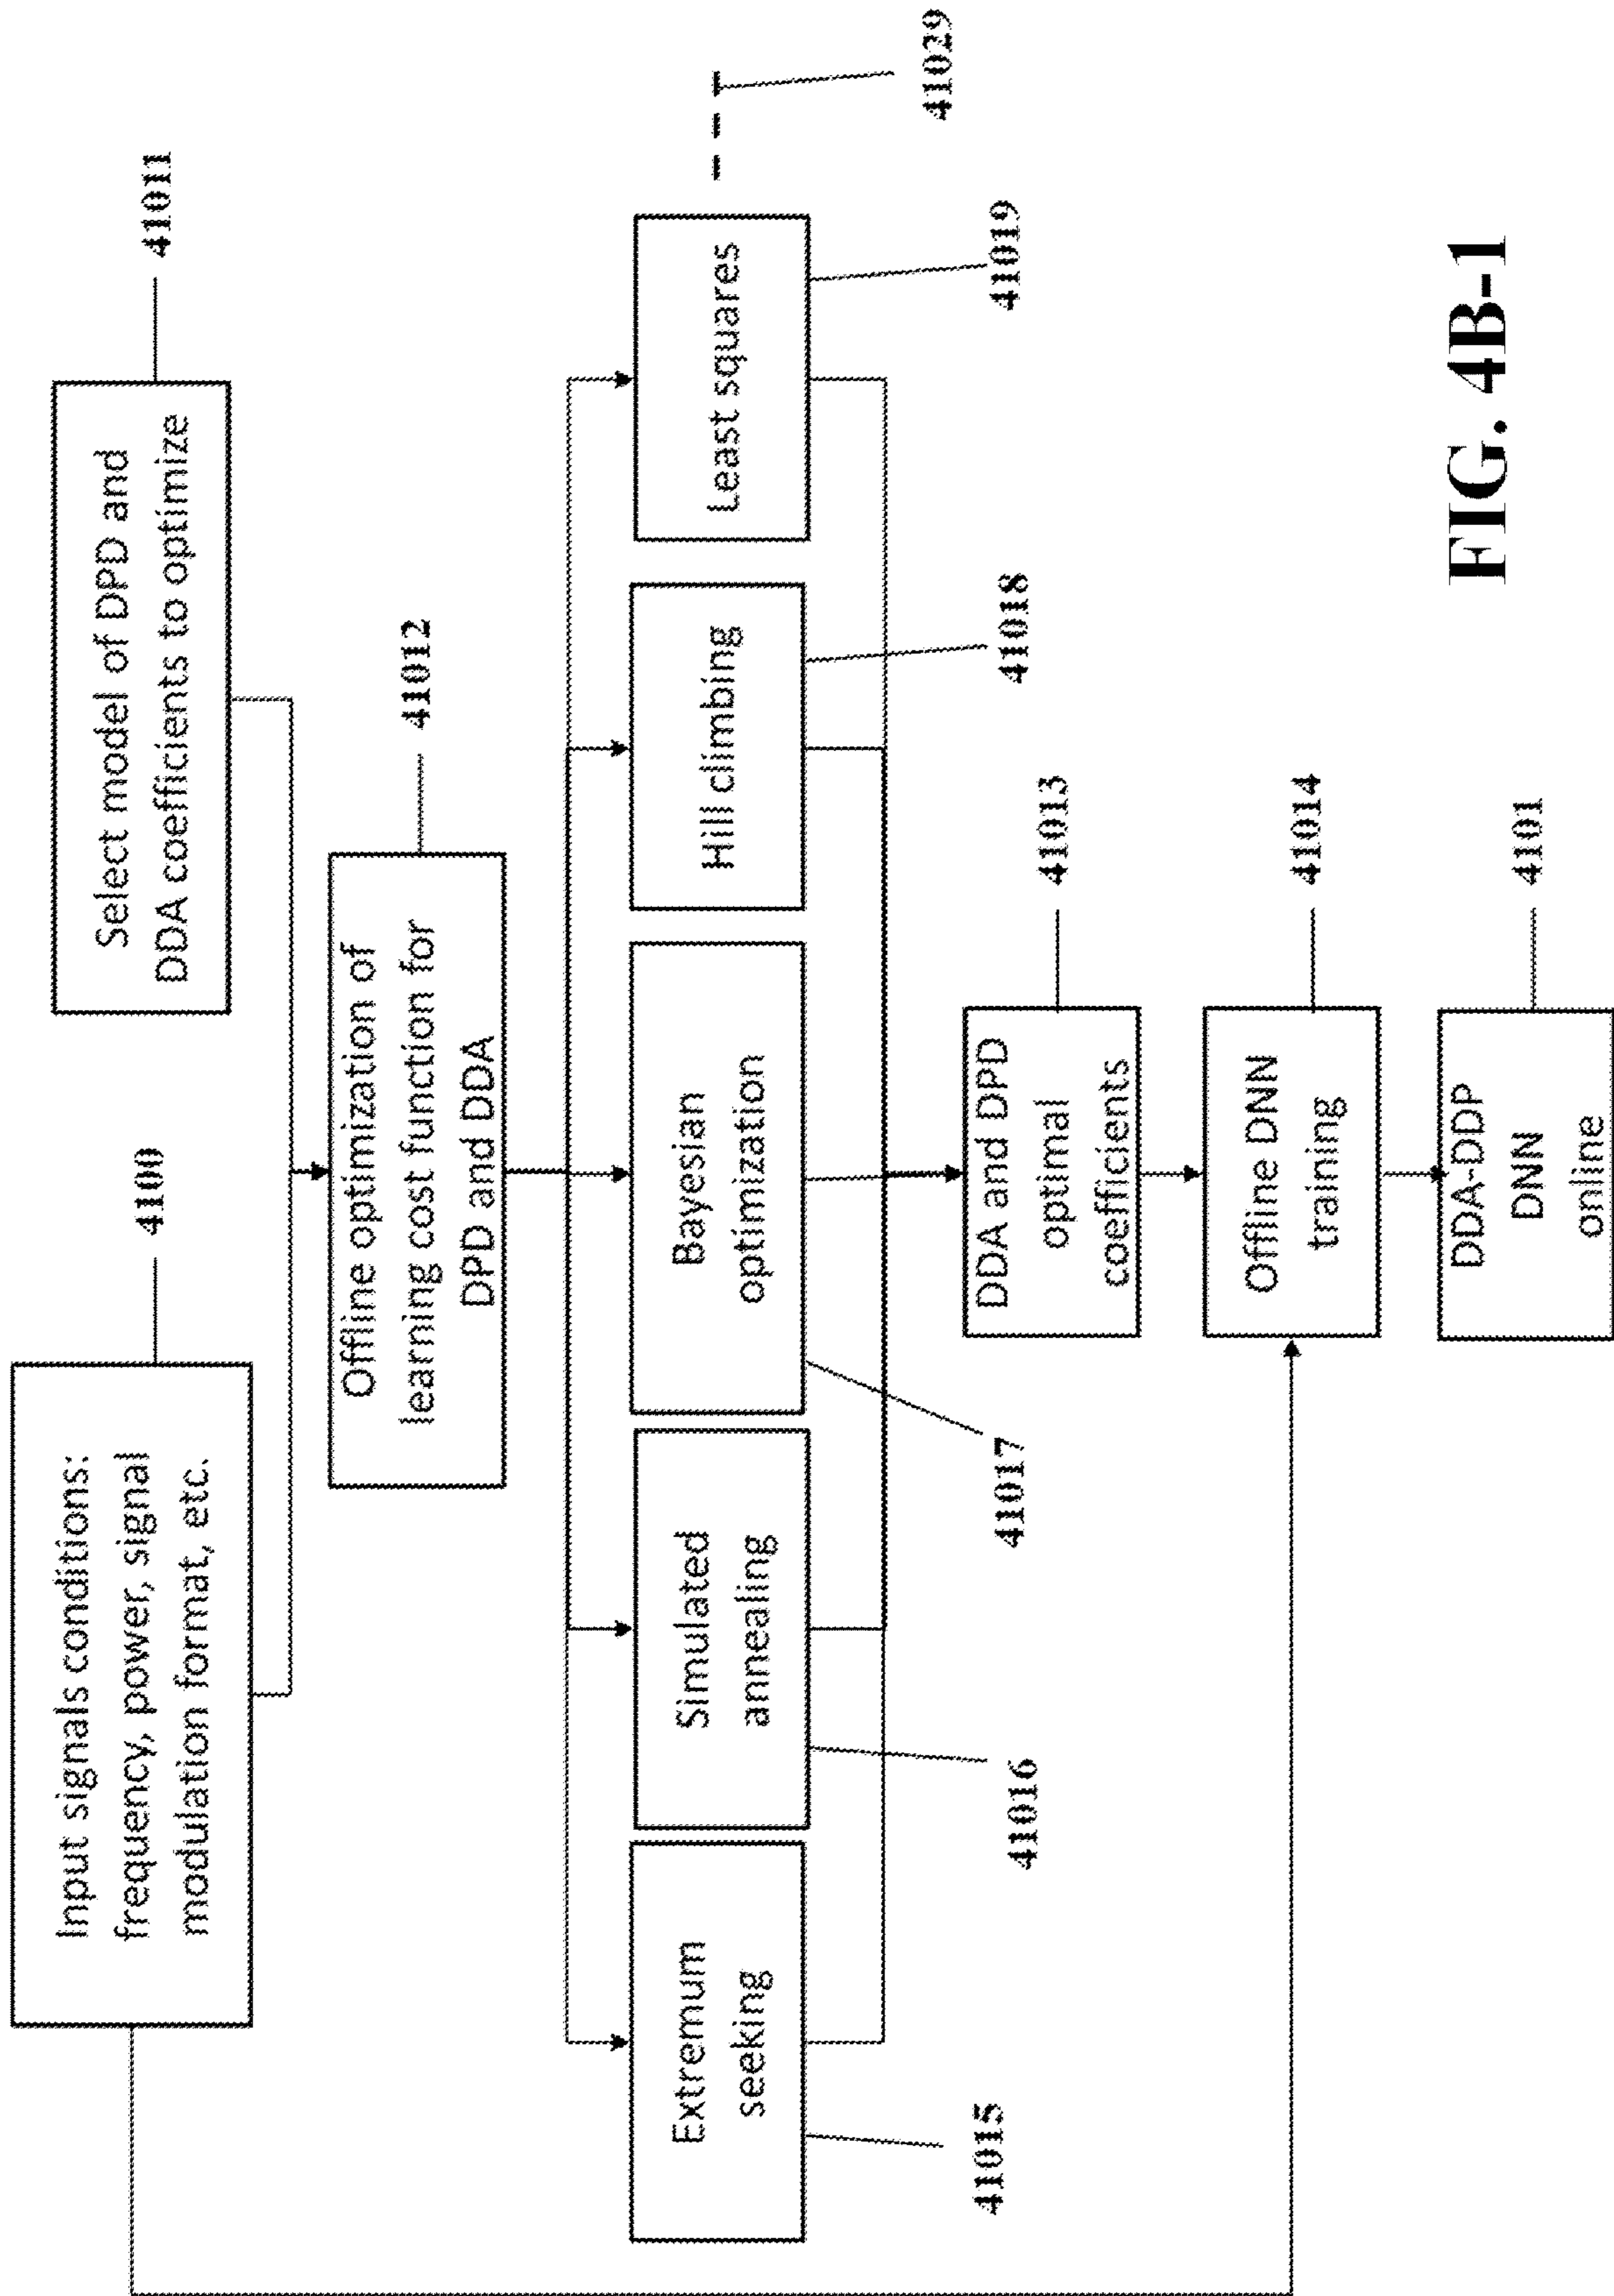 4100
Input signals conditions:
frequency, power, signal
modulation format, etc.
41011
Select model of DPD and
DDA coefficients to optimize
41012
Offline optimization of
learning cost function for
DPD and DDA
Extremum
seeking
41015
Simulated
annealing
41016
Bayesian
optimization
41017
Hill climbing
41018
Least squares
41019
41029
DDA and DPD
optimal
coefficients
41013
Offline DNN
training
41014
DDA-DDP
DNN
online
4101
FIG. 4B-1